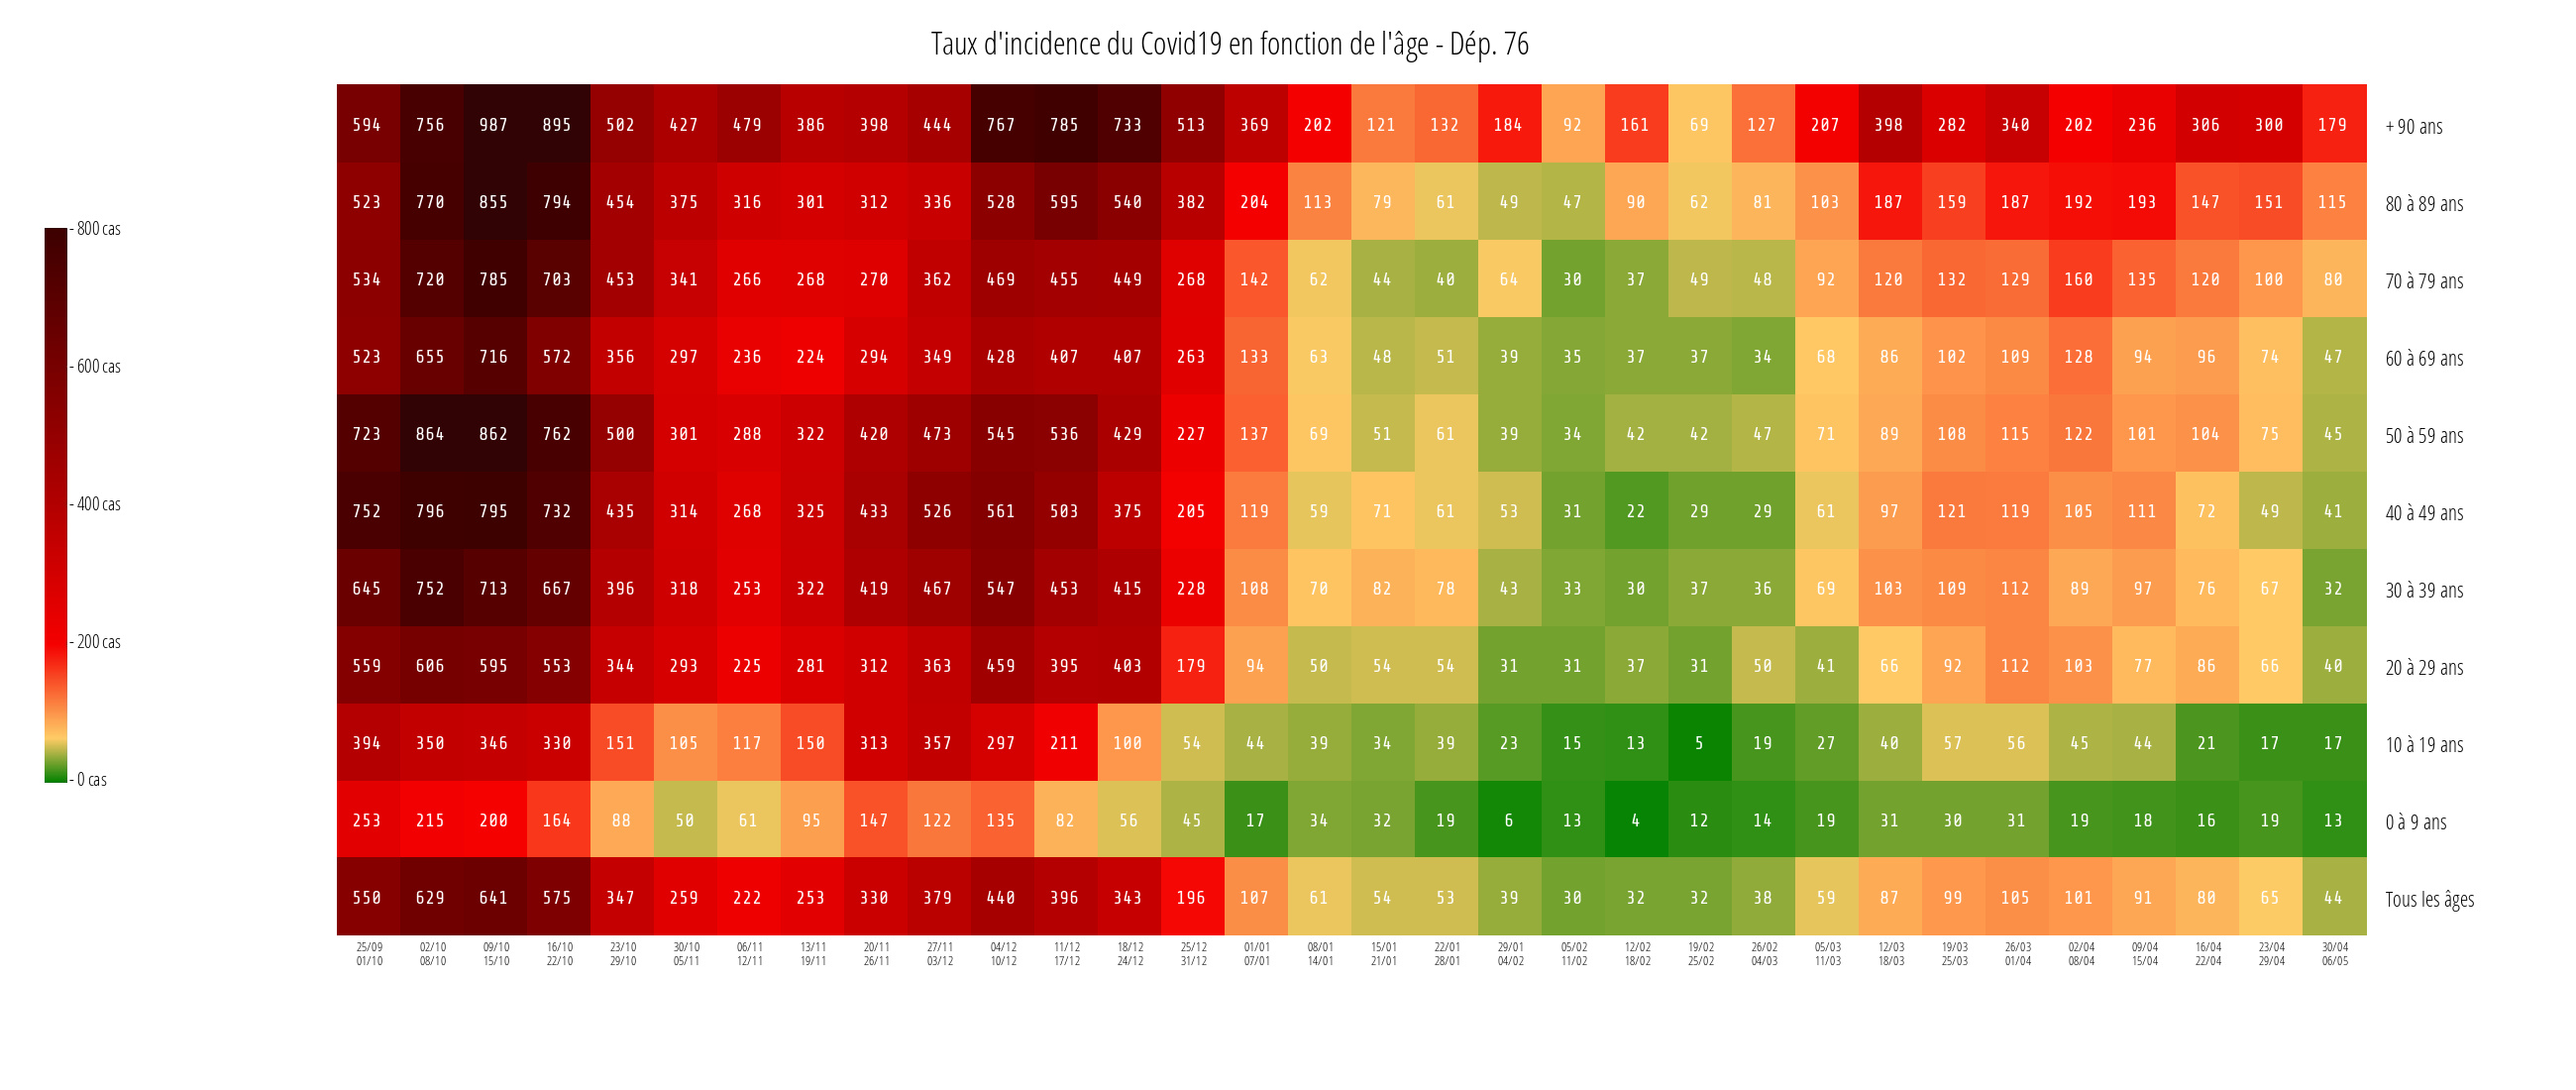 Taux d'incidence du Covid19 en fonction de l'âge - Dép. 76
- 800 cas
- 600 cas
- 400 cas
- 200 cas
- 0 cas
594 756 987 895 502 427 479 386 398 444 767 785 733 513 369 202 121 132 184 92 161 69 127 207 398 282 340 202 236 306 300 179 + 90 ans
523 770 855 794 454 375 316 301 312 336 528 595 540 382 204 113 79 61 49 47 90 62 81 103 187 159 187 192 193 147 151 115 80 à 89 ans
534 720 785 703 453 341 266 268 270 362 469 455 449 268 142 62 44 40 64 30 37 49 48 92 120 132 129 160 135 120 100 80 70 à 79 ans
523 655 716 572 356 297 236 224 294 349 428 407 407 263 133 63 48 51 39 35 37 37 34 68 86 102 109 128 94 96 74 47 60 à 69 ans
723 864 862 762 500 301 288 322 420 473 545 536 429 227 137 69 51 61 39 34 42 42 47 71 89 108 115 122 101 104 75 45 50 à 59 ans
752 796 795 732 435 314 268 325 433 526 561 503 375 205 119 59 71 61 53 31 22 29 29 61 97 121 119 105 111 72 49 41 40 à 49 ans
645 752 713 667 396 318 253 322 419 467 547 453 415 228 108 70 82 78 43 33 30 37 36 69 103 109 112 89 97 76 67 32 30 à 39 ans
559 606 595 553 344 293 225 281 312 363 459 395 403 179 94 50 54 54 31 31 37 31 50 41 66 92 112 103 77 86 66 40 20 à 29 ans
394 350 346 330 151 105 117 150 313 357 297 211 100 54 44 39 34 39 23 15 13 5 19 27 40 57 56 45 44 21 17 17 10 à 19 ans
253 215 200 164 88 50 61 95 147 122 135 82 56 45 17 34 32 19 6 13 4 12 14 19 31 30 31 19 18 16 19 13 0 à 9 ans
550 629 641 575 347 259 222 253 330 379 440 396 343 196 107 61 54 53 39 30 32 32 38 59 87 99 105 101 91 80 65 44 Tous les âges
25/09 02/10 09/10 16/10 23/10 30/10 06/11 13/11 20/11 27/11 04/12 11/12 18/12 25/12 01/01 08/01 15/01 22/01 29/01 05/02 12/02 19/02 26/02 05/03 12/03 19/03 26/03 02/04 09/04 16/04 23/04 30/04
01/10 08/10 15/10 22/10 29/10 05/11 12/11 19/11 26/11 03/12 10/12 17/12 24/12 31/12 07/01 14/01 21/01 28/01 04/02 11/02 18/02 25/02 04/03 11/03 18/03 25/03 01/04 08/04 15/04 22/04 29/04 06/05